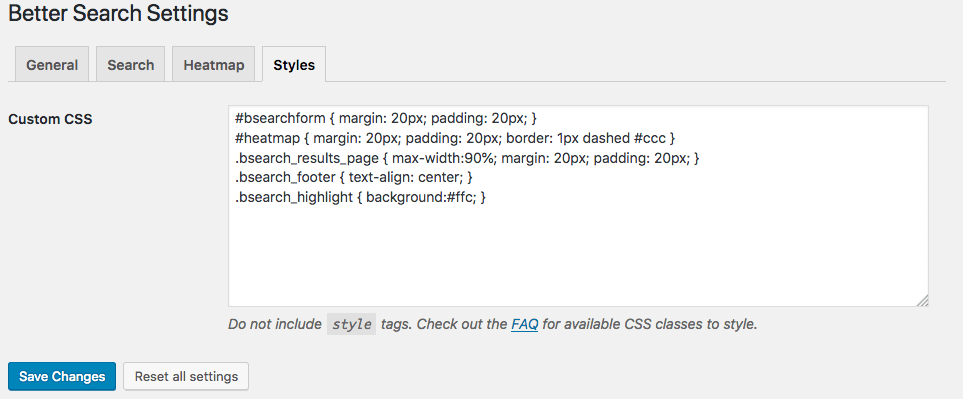 Better Search Settings
General Search Heatmap Styles
Custom CSS
#bsearchform { margin: 20px; padding: 20px; }
#heatmap { margin: 20px; padding: 20px; border: 1px dashed #ccc }
.bsearch_results_page { max-width:90%; margin: 20px; padding: 20px; }
.bsearch_footer { text-align: center; }
.bsearch_highlight { background:#ffc; }
Do not include style tags. Check out the FAQ for available CSS classes to style.
Save Changes Reset all settings